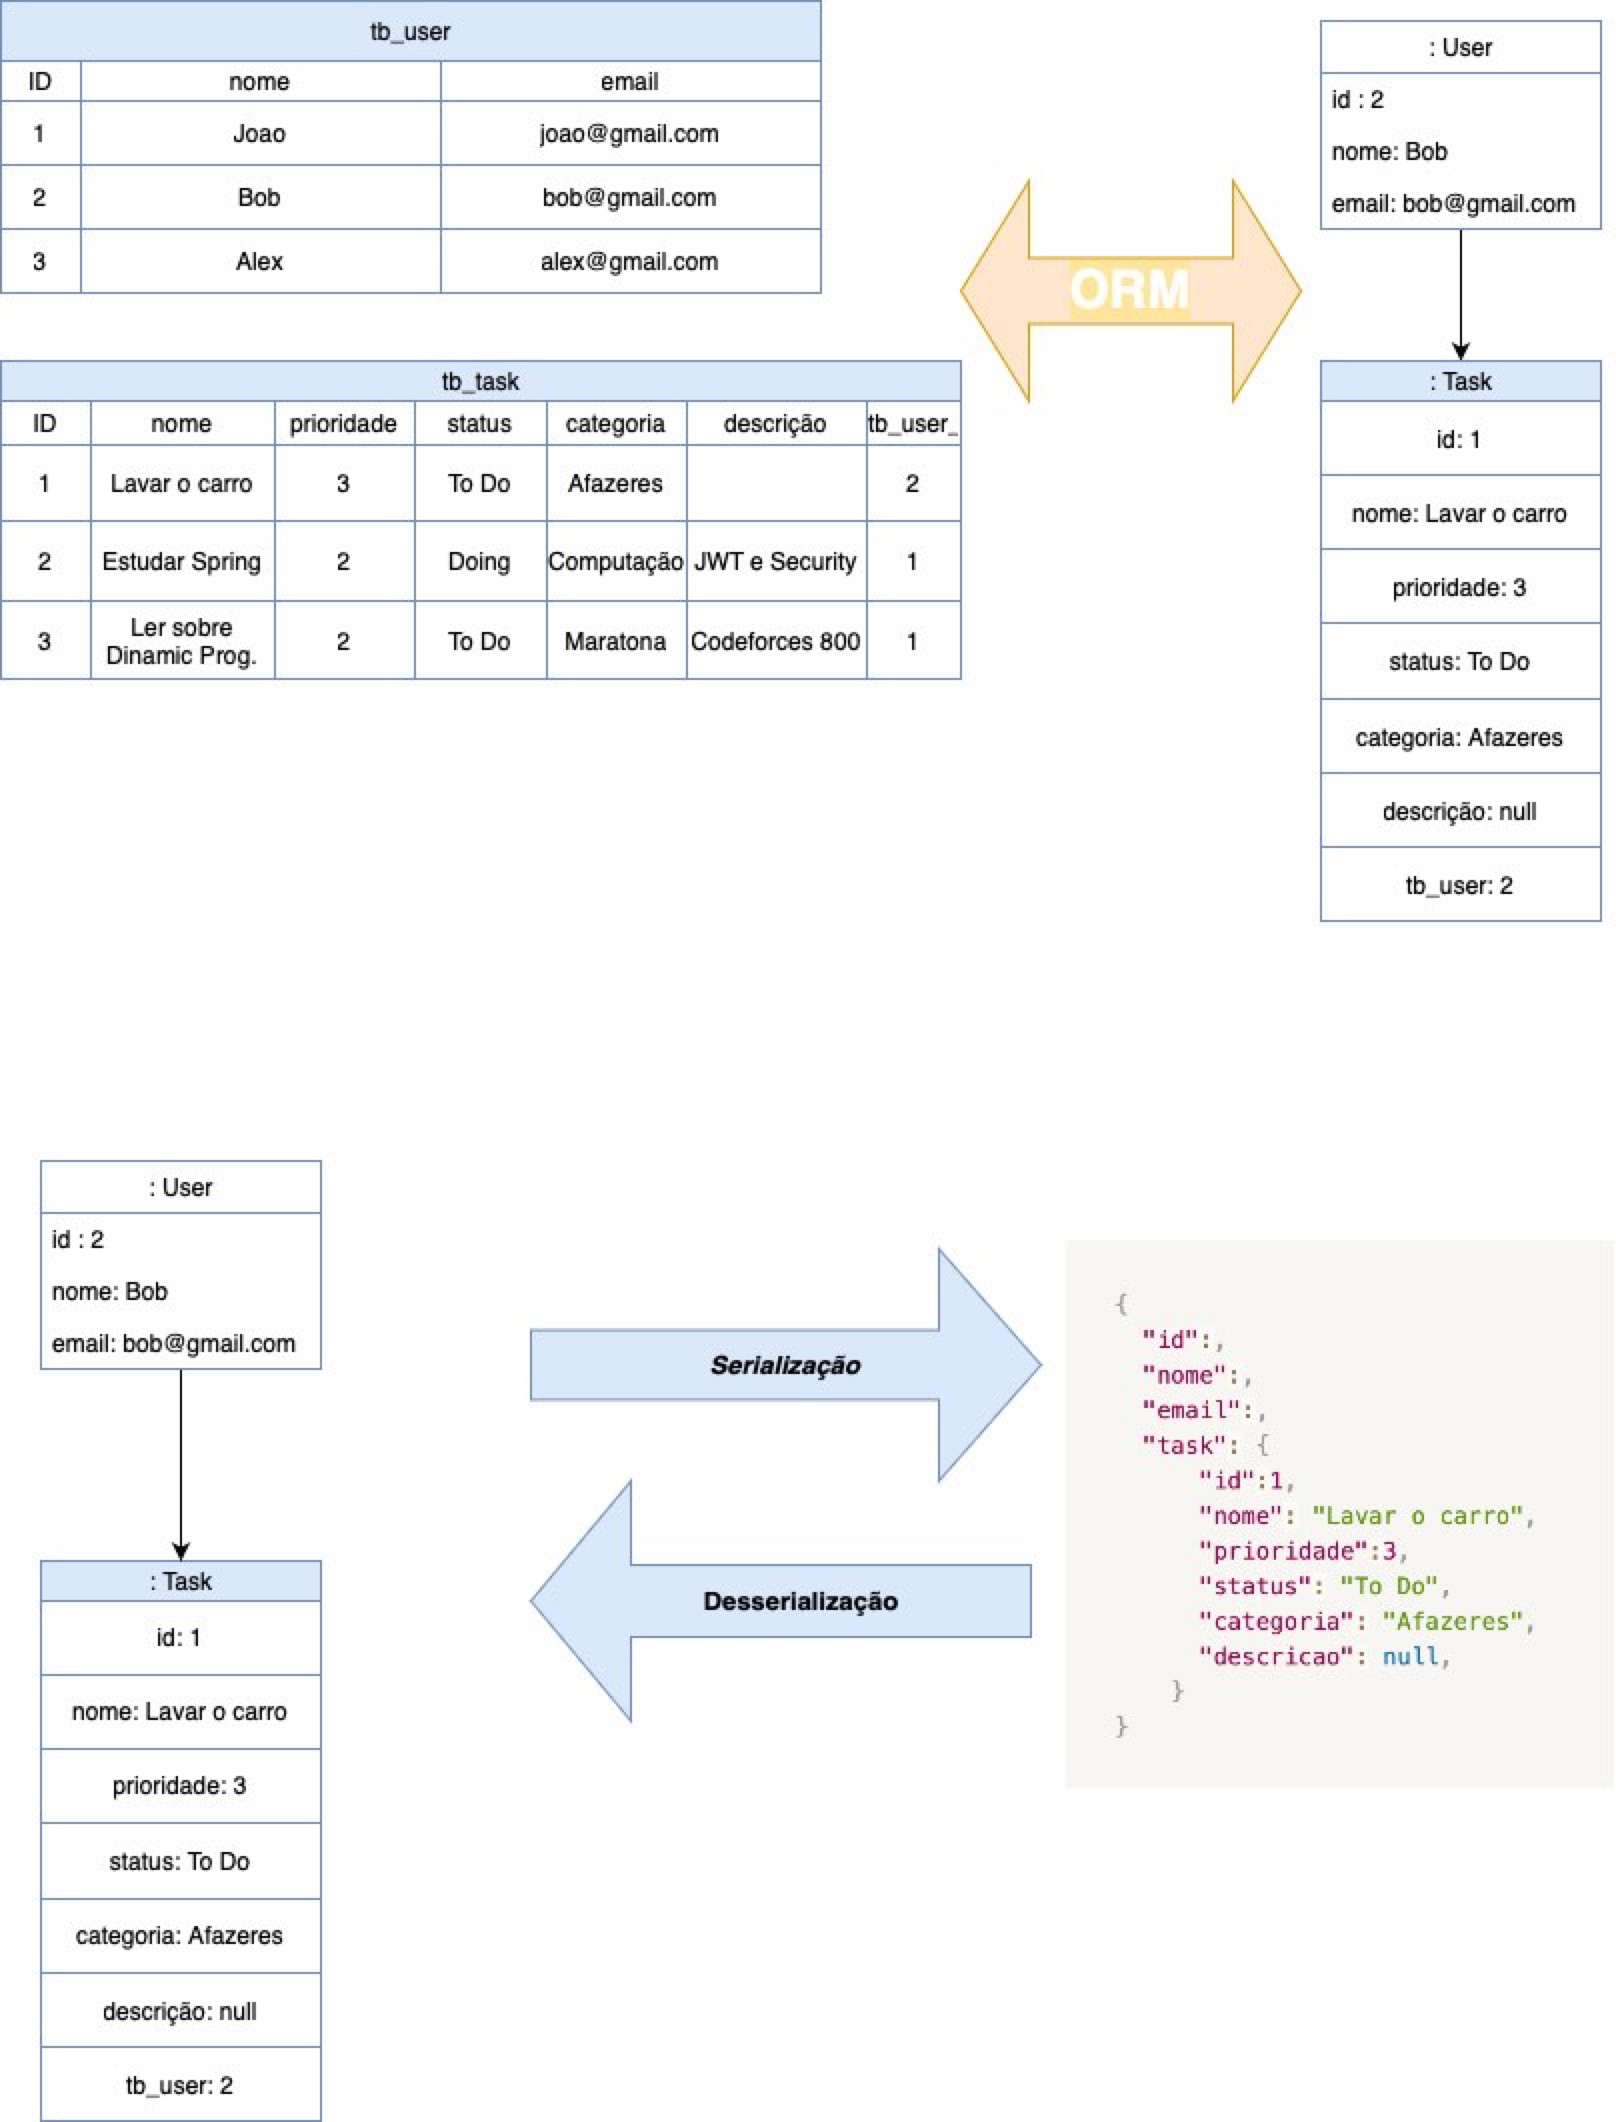 tb_user
ID nome email
1 Joao joao@gmail.com
2 Bob bob@gmail.com
3 Alex alex@gmail.com
ORM
: User
id : 2
nome: Bob
email: bob@gmail.com
tb_task
ID nome prioridade status categoria descrição tb_user_
1 Lavar o carro 3 To Do Afazeres 2
2 Estudar Spring 2 Doing Computação JWT e Security 1
3 Ler sobre Dinamic Prog. 2 To Do Maratona Codeforces 800 1
: Task
id: 1
nome: Lavar o carro
prioridade: 3
status: To Do
categoria: Afazeres
descrição: null
tb_user: 2
: User
id : 2
nome: Bob
email: bob@gmail.com
: Task
id: 1
nome: Lavar o carro
prioridade: 3
status: To Do
categoria: Afazeres
descrição: null
tb_user: 2
Serialização
Desserialização
{
"id":,
"nome":,
"email":,
"task": {
"id":1,
"nome": "Lavar o carro",
"prioridade":3,
"status": "To Do",
"categoria": "Afazeres",
"descricao": null,
}
}